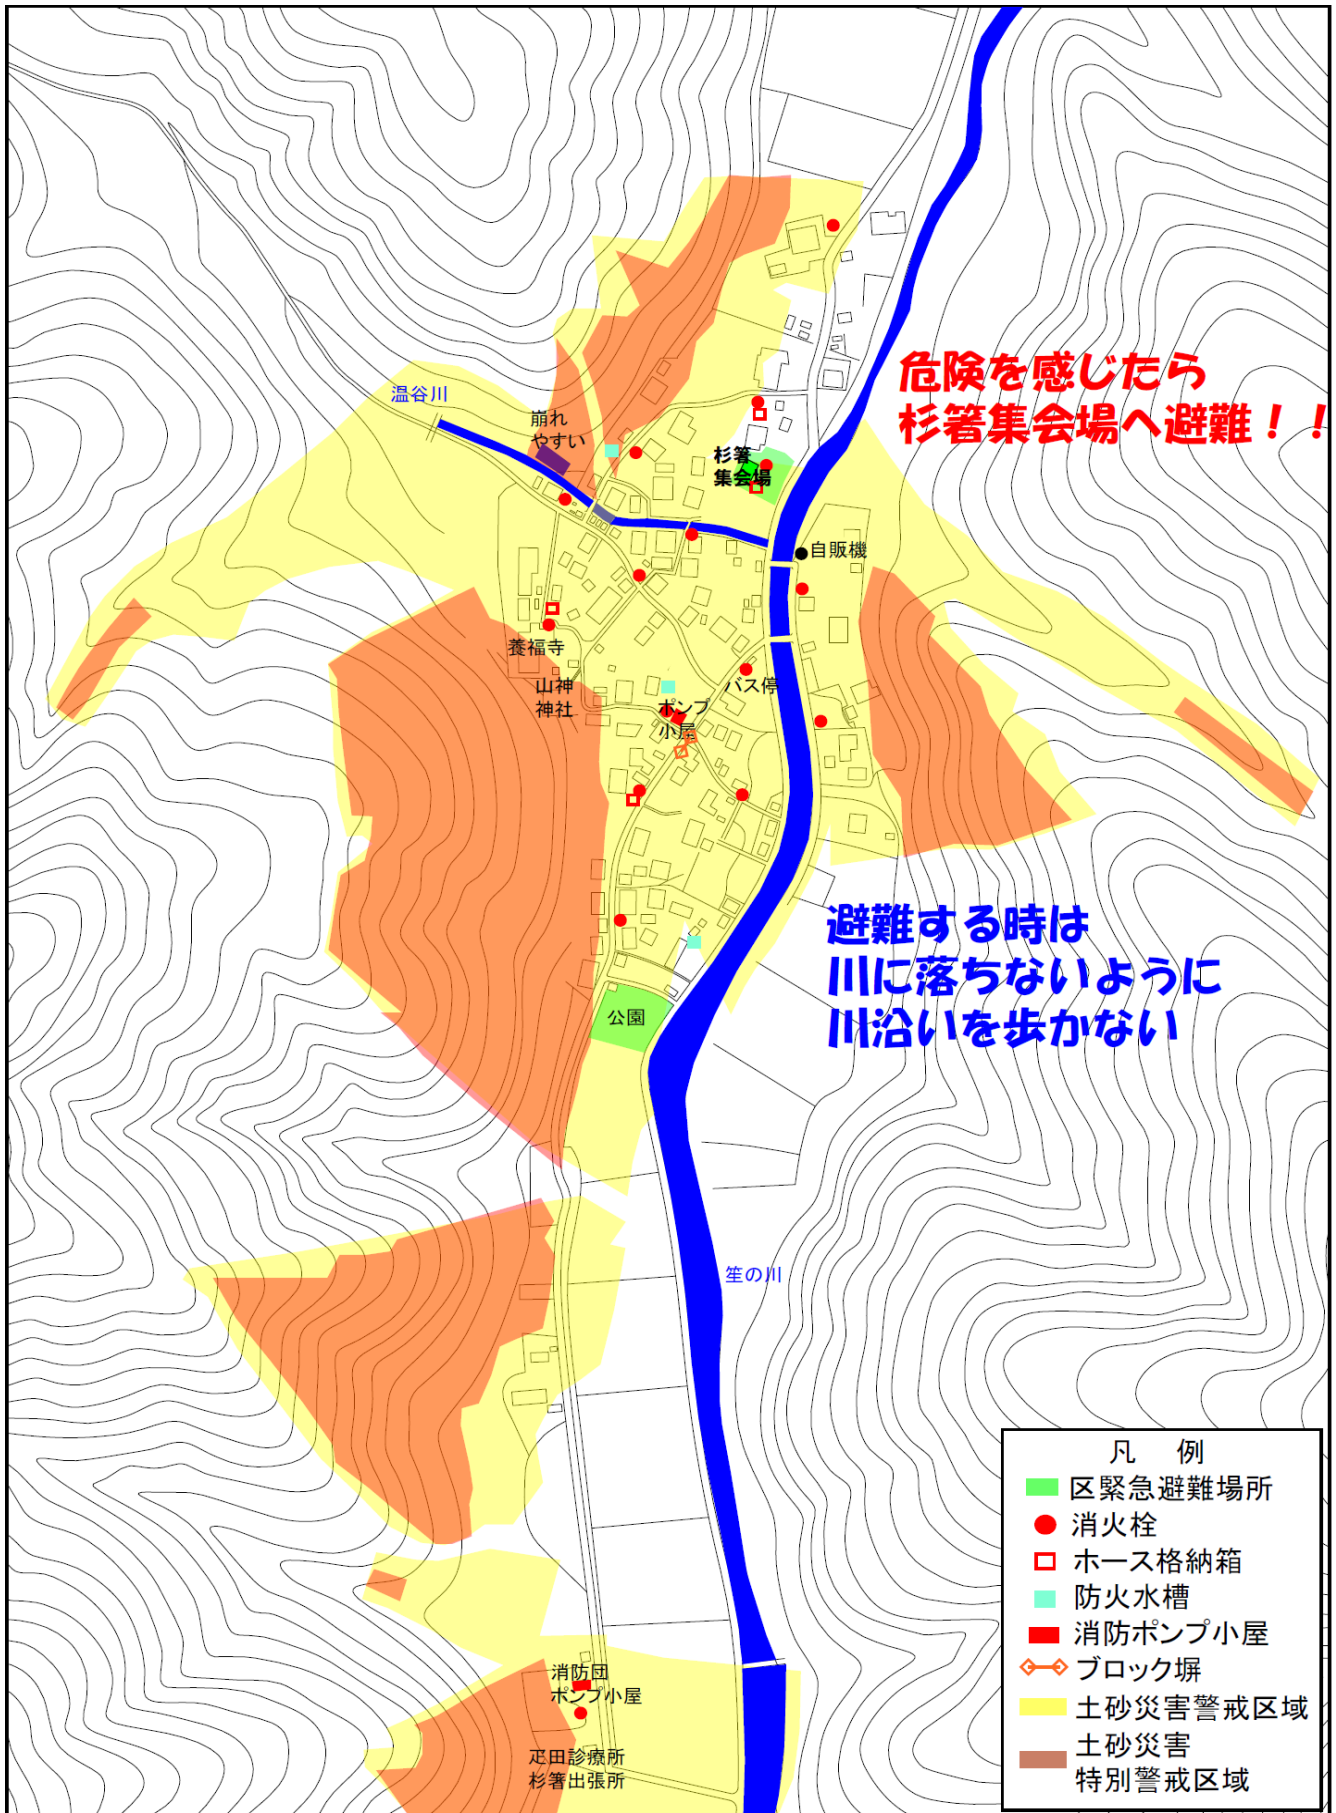 危険を感じたら
杉箸集会場へ避難！！
温谷川
崩れ
やすい
杉箸
集会場
自販機
養福寺
山神
神社
バス停
ポンプ
小屋
避難する時は
川に落ちないように
川沿いを歩かない
公園
笙の川
消防団
ポンプ小屋
疋田診療所
杉箸出張所
凡　例
区緊急避難場所
消火栓
ホース格納箱
防火水槽
消防ポンプ小屋
ブロック塀
土砂災害警戒区域
土砂災害
特別警戒区域